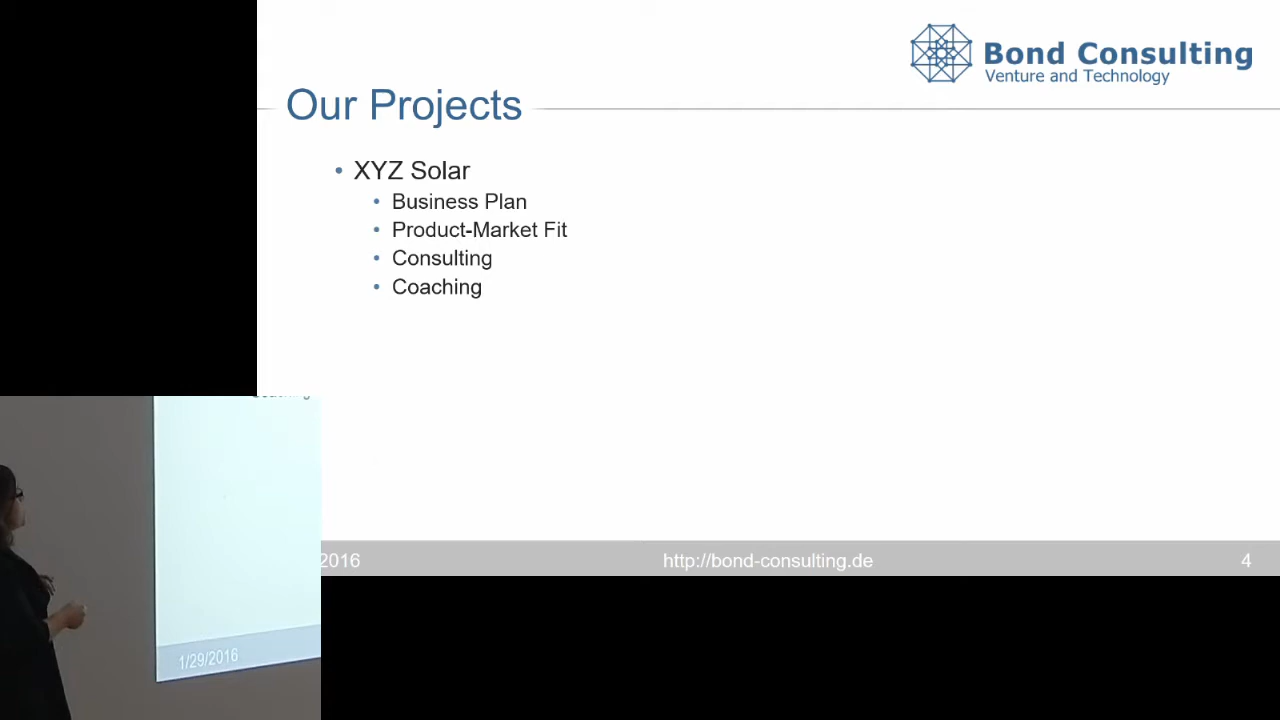 Bond Consulting
Venture and Technology
Our Projects
• XYZ Solar
• Business Plan
• Product-Market Fit
• Consulting
• Coaching
2016
http://bond-consulting.de
4
1/29/2016